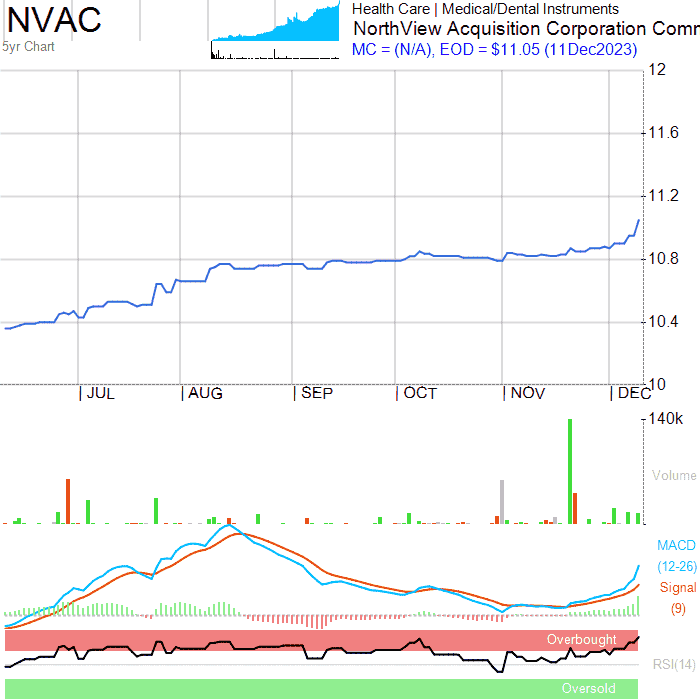 NVAC
5yr Chart
Health Care | Medical/Dental Instruments
NorthView Acquisition Corporation Comm
MC = (N/A), EOD = $11.05 (11Dec2023)
12
11.6
11.2
10.8
10.4
10
| JUL | AUG | SEP | OCT | NOV | DEC
140k
Volume
MACD
(12-26)
Signal
(9)
Overbought
RSI(14)
Oversold